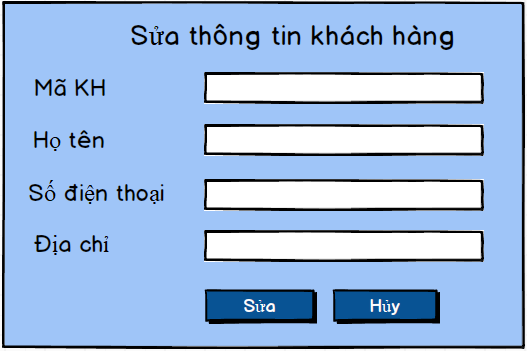 Sửa thông tin khách hàng
Mã KH
Họ tên
Số điện thoại
Địa chỉ
Sửa Hủy